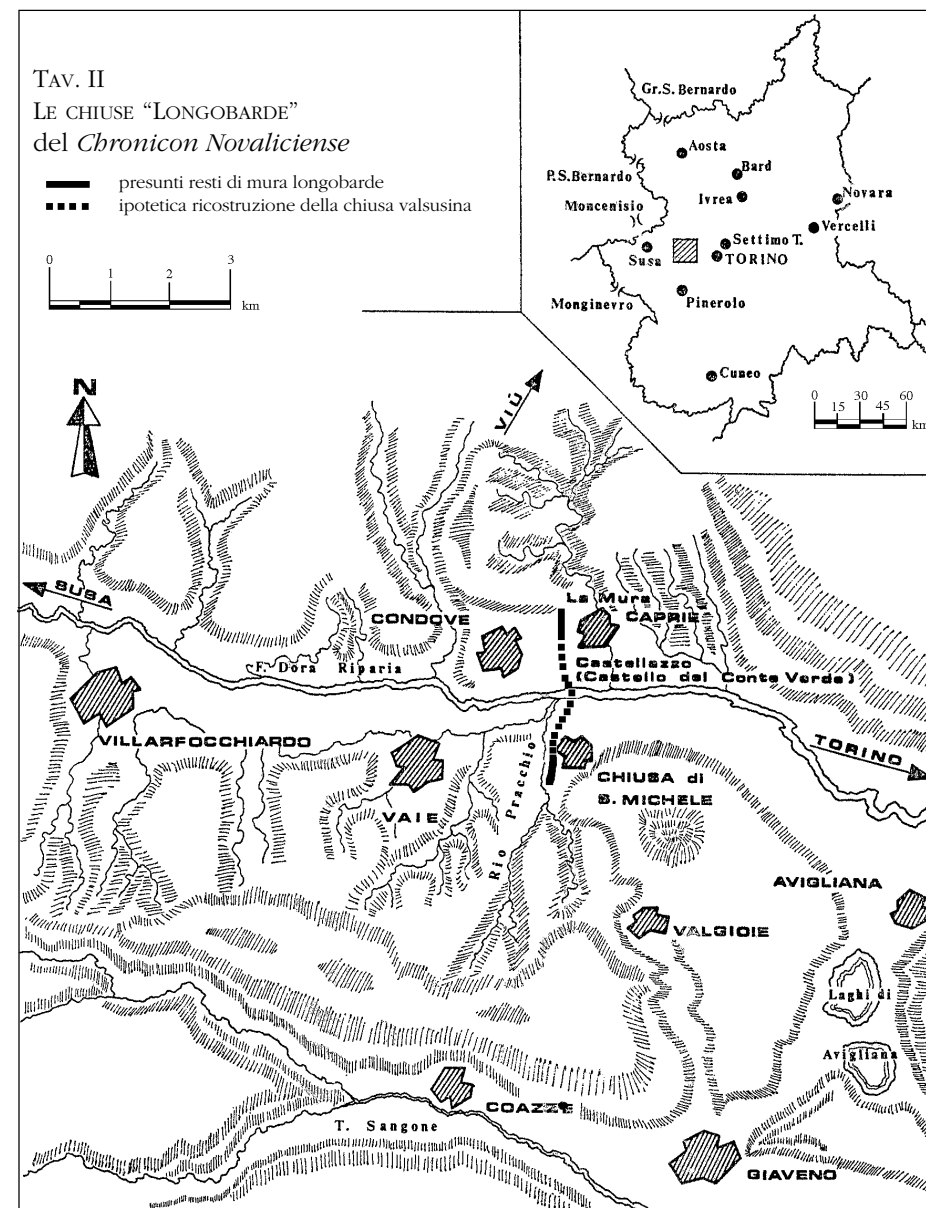 TAV. II
LE CHIUSE “LONGOBARDE”
del Chronicon Novaliciense
presunti resti di mura longobarde
ipotetica ricostruzione della chiusa valsusina
0 1 2 3
km
Gr. S. Bernardo
Aosta
Bard
P. S. Bernardo
Ivrea
Novara
Moncenisio
Vercelli
Settimo T.
Susa
TORINO
Monginevro
Pinerolo
Cuneo
0 15 30 45 60
km
N
VIÙ
SUSA
La Mura
CONDOVE
CAPRIE
F. Dora Riparia
Castellazzo
(Castello del Conte Verde)
VILLARFOCCHIARDO
TORINO
Rio Pracchio
CHIUSA di
S. MICHELE
VAIE
AVIGLIANA
VALGIOIE
Laghi di
Avigliana
COAZZE
T. Sangone
GIAVENO